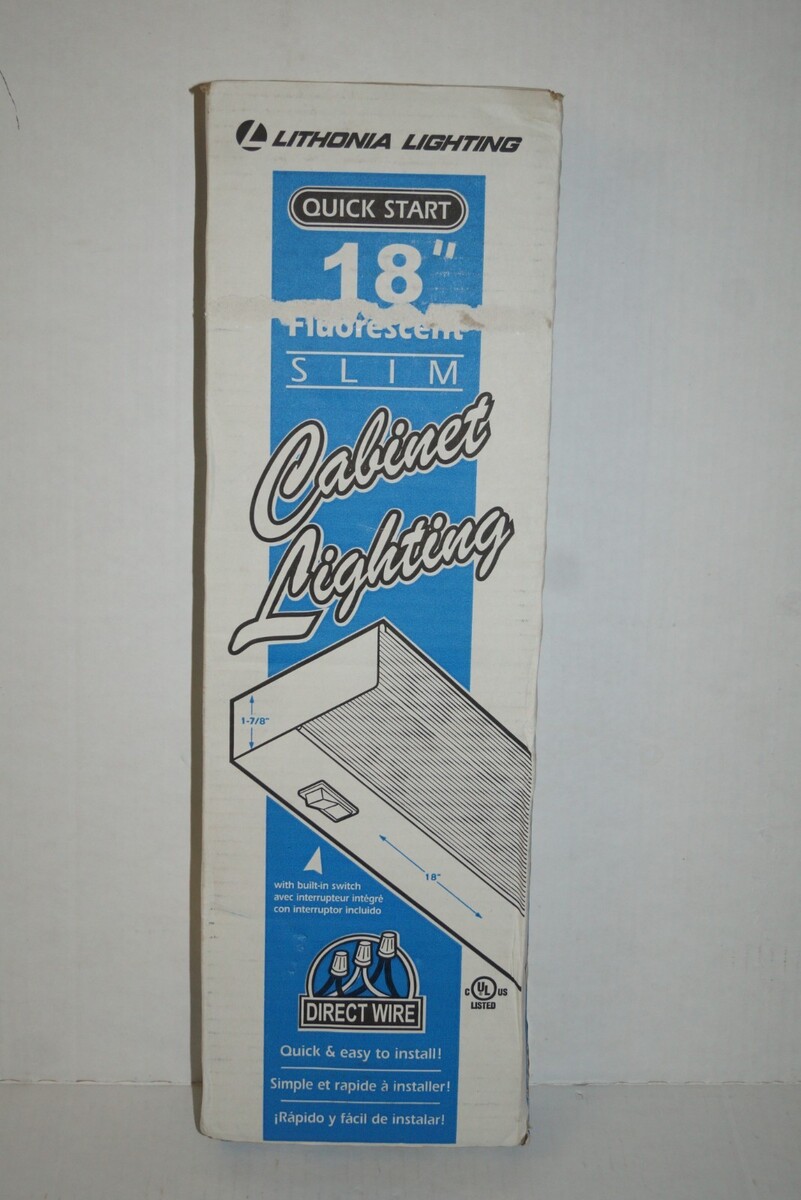 LITHONIA LIGHTING
QUICK START
18"
Fluorescent
SLIM
Cabinet
Lighting
1-7/8"
18"
with built-in switch
avec interrupteur intégré
con interruptor incluido
DIRECT WIRE
C UL US
LISTED
Quick & easy to install!
Simple et rapide à installer!
¡Rápido y fácil de instalar!